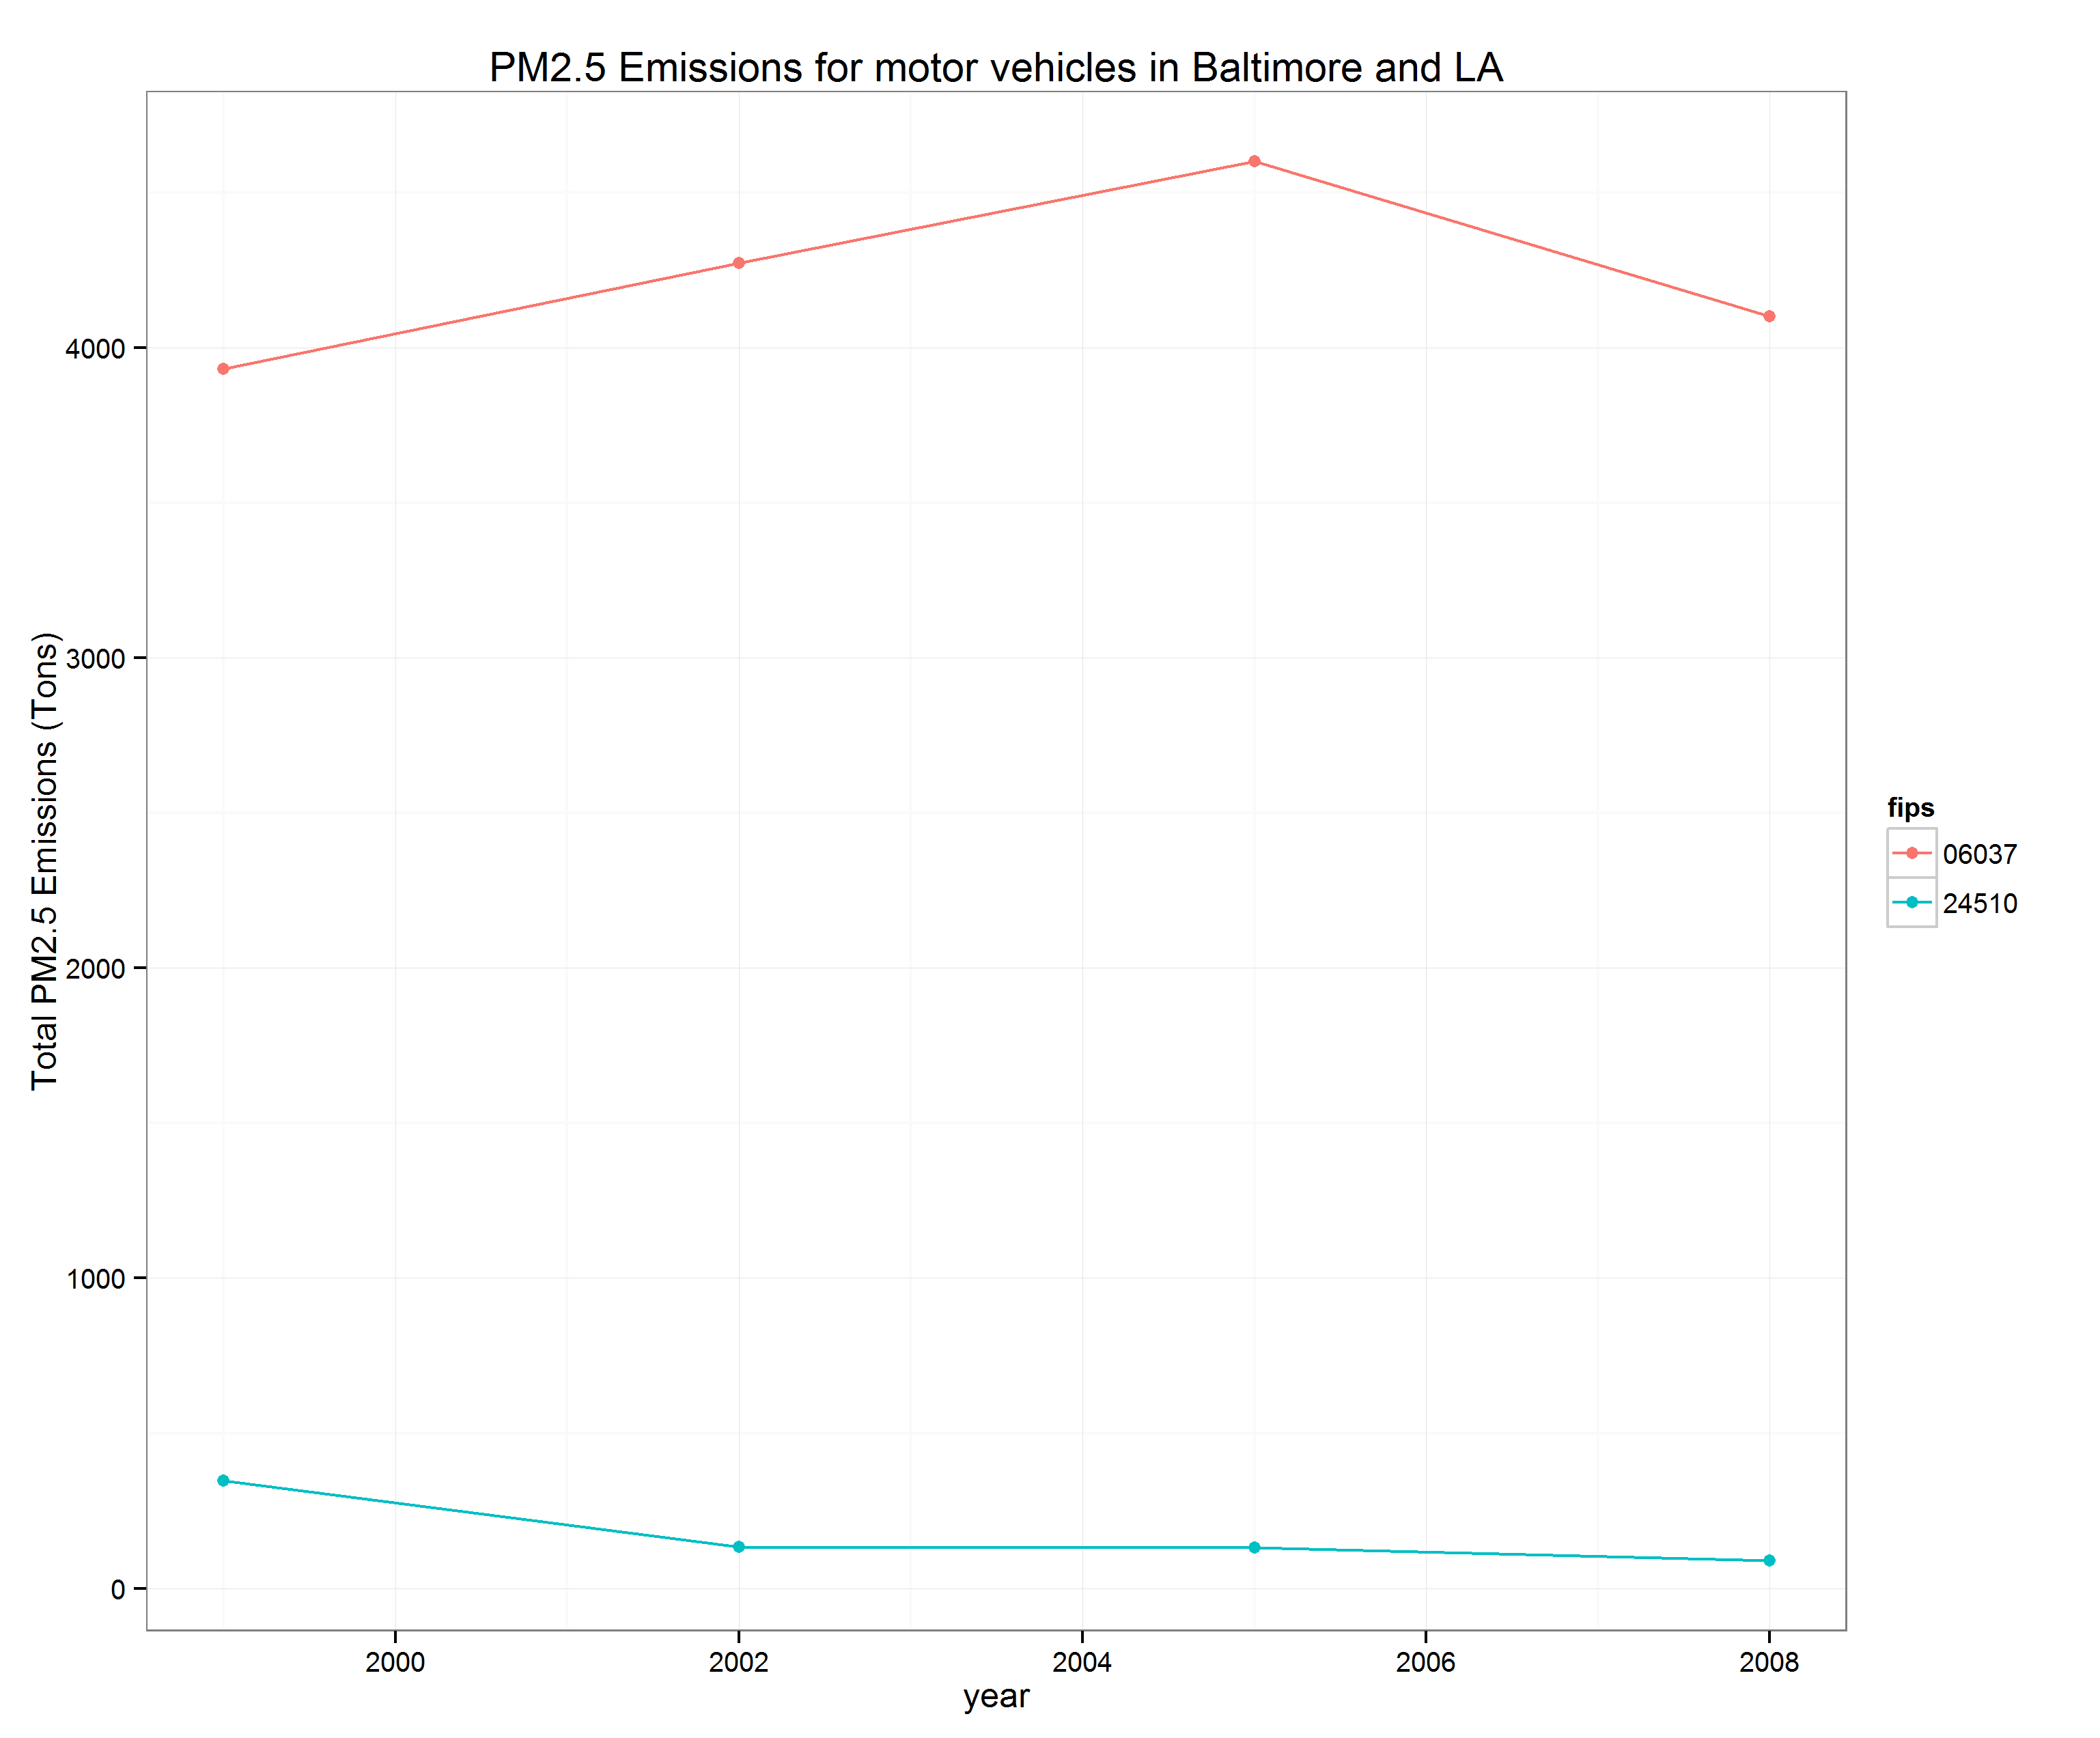 PM2.5 Emissions for motor vehicles in Baltimore and LA
Total PM2.5 Emissions (Tons)
4000
3000
2000
1000
0
2000 2002 2004 2006 2008
year
fips
06037
24510